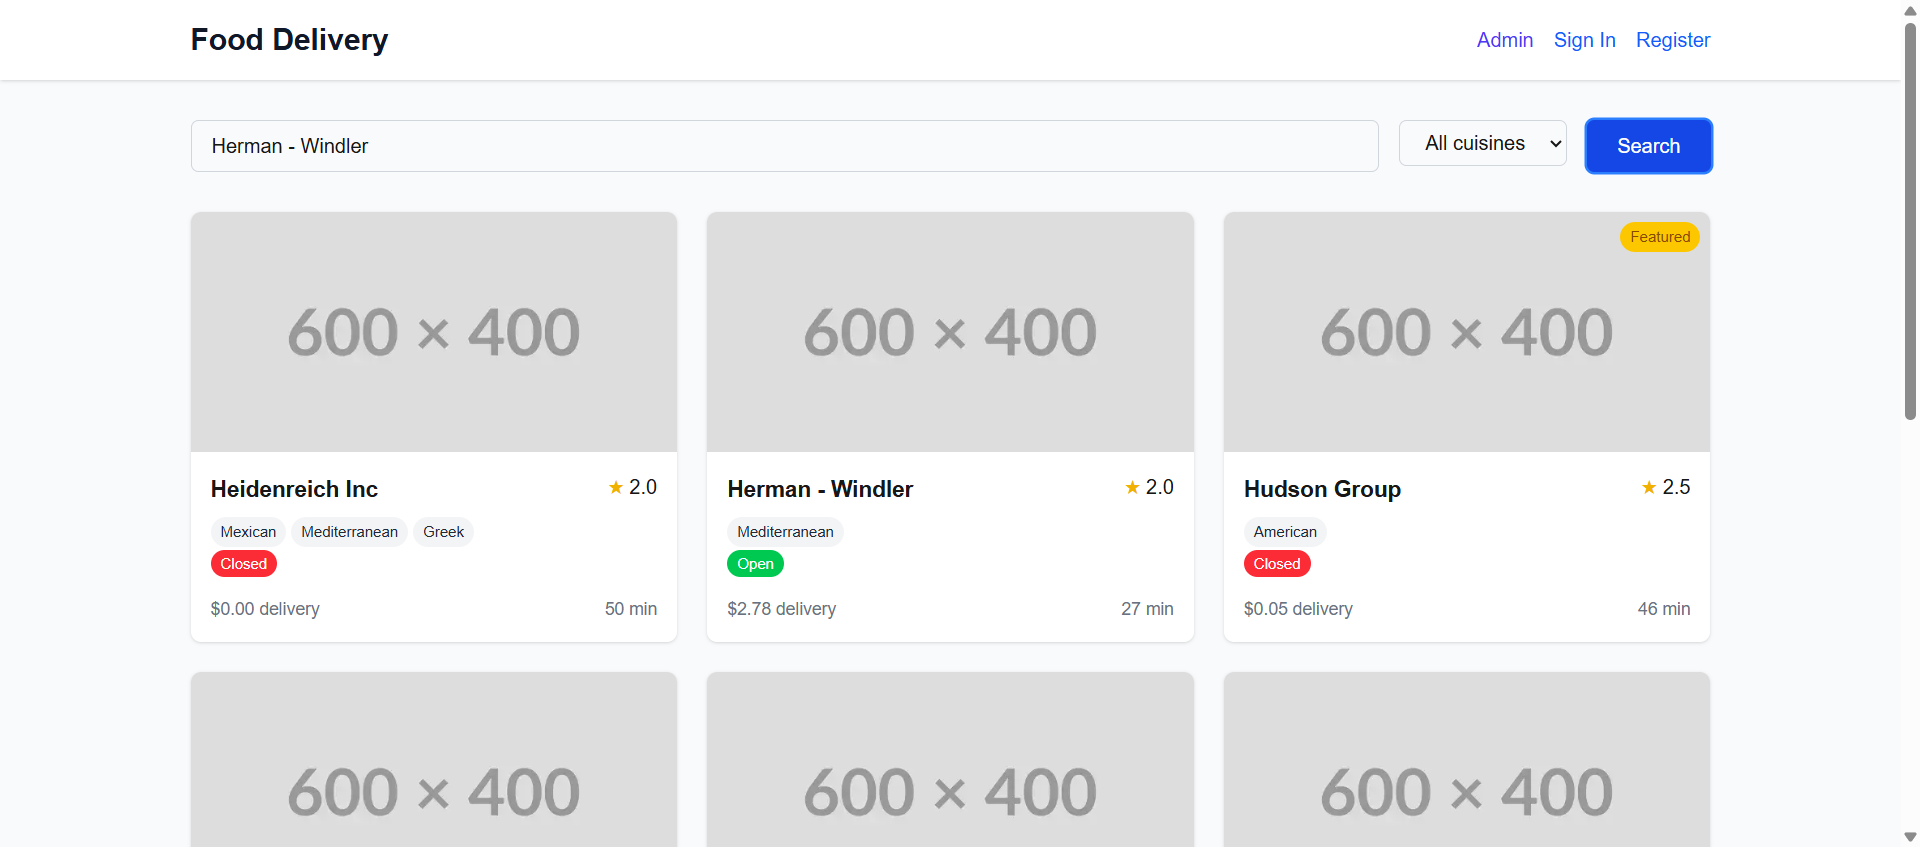 Food Delivery
Admin Sign In Register
Herman - Windler
All cuisines
Search
600 × 400
600 × 400
Featured
600 × 400
Heidenreich Inc
★ 2.0
Mexican Mediterranean Greek
Closed
$0.00 delivery
50 min
Herman - Windler
★ 2.0
Mediterranean
Open
$2.78 delivery
27 min
Hudson Group
★ 2.5
American
Closed
$0.05 delivery
46 min
600 × 400
600 × 400
600 × 400